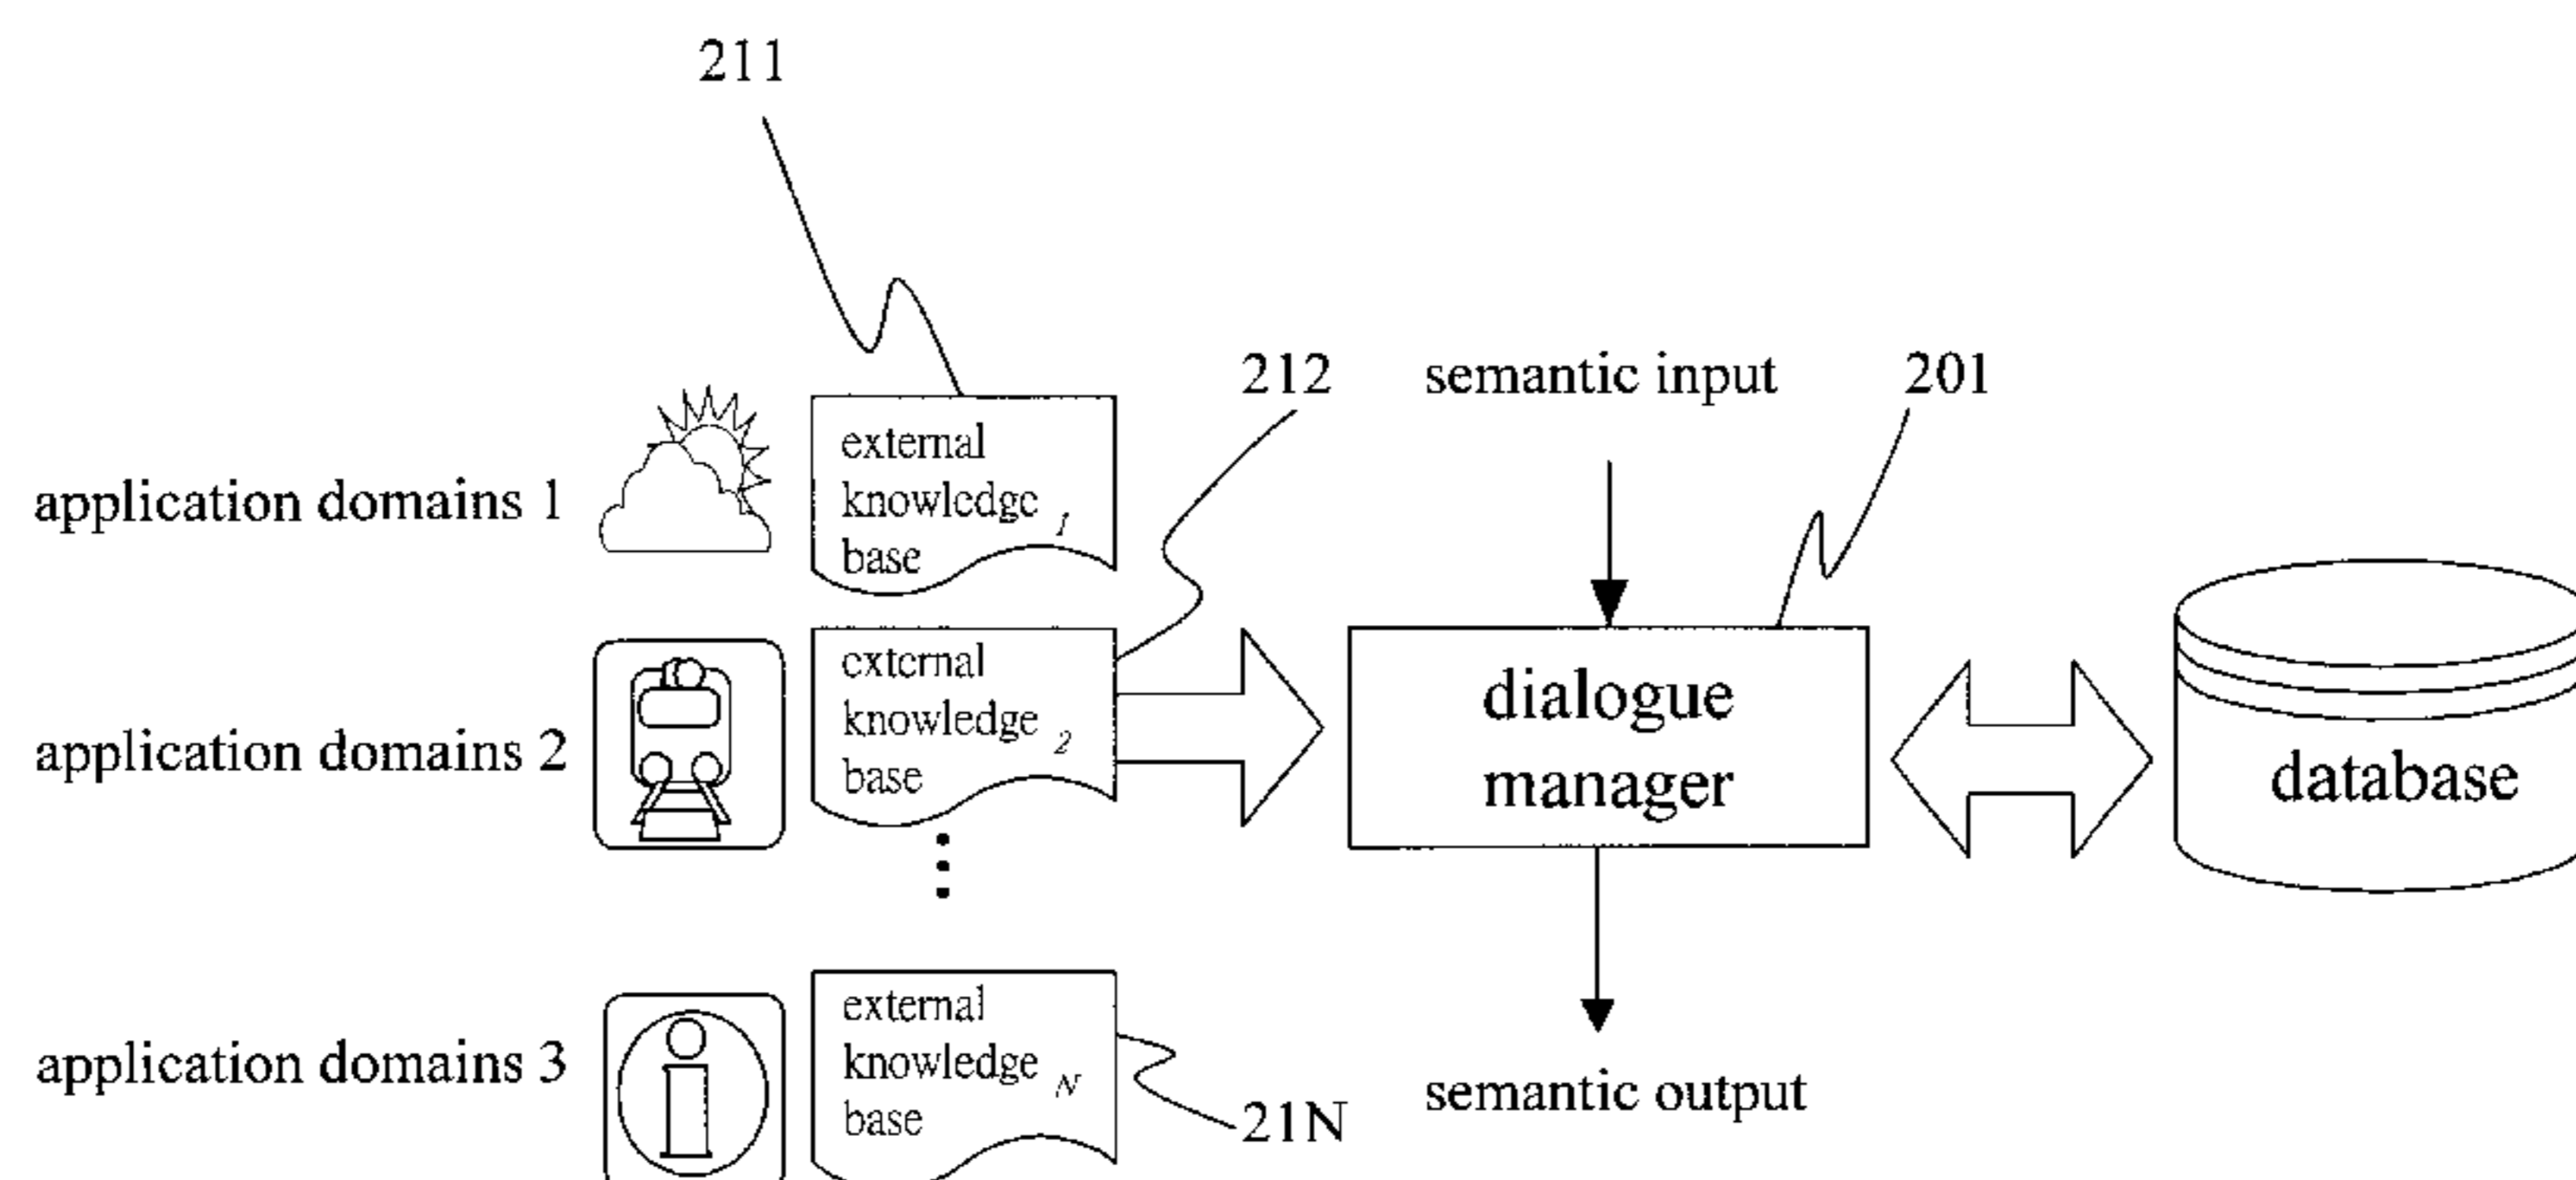 211
212
semantic input
201
application domains 1
external
knowledge 1
base
application domains 2
external
knowledge 2
base
dialogue
manager
database
application domains 3
external
knowledge N
base
21N
semantic output